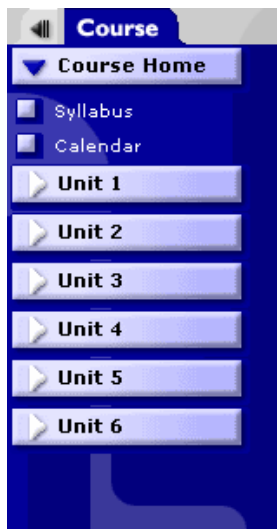 Course
Course Home
Syllabus
Calendar
Unit 1
Unit 2
Unit 3
Unit 4
Unit 5
Unit 6